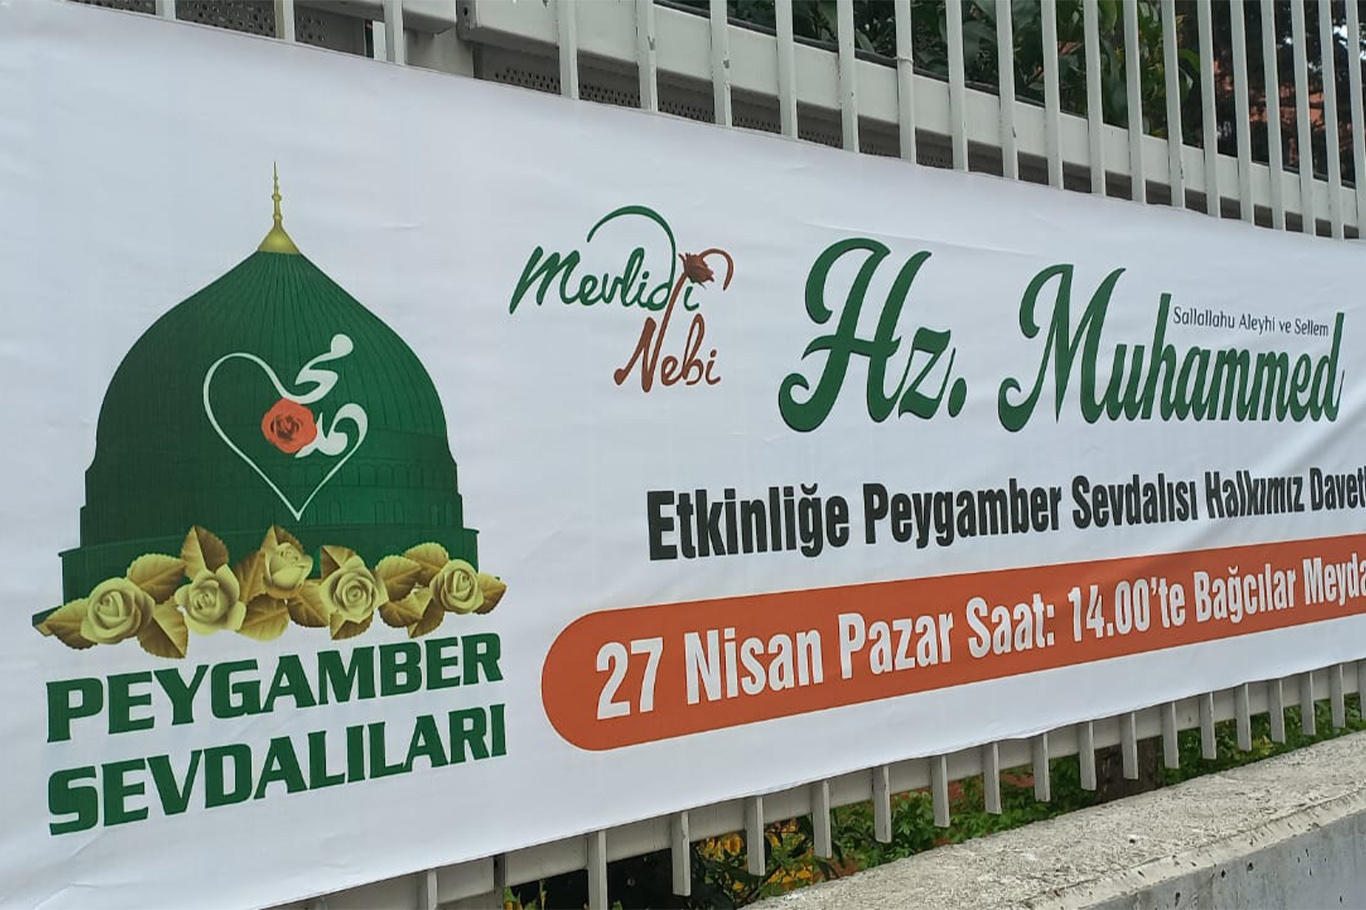 محمد
PEYGAMBER
SEVDALILARI
Mevlid-i
Nebi
Hz. Muhammed
Sallallahu Aleyhi ve Sellem
Etkinliğe Peygamber Sevdalısı Halkımız Davetl
27 Nisan Pazar Saat: 14.00'te Bağcılar Meyda